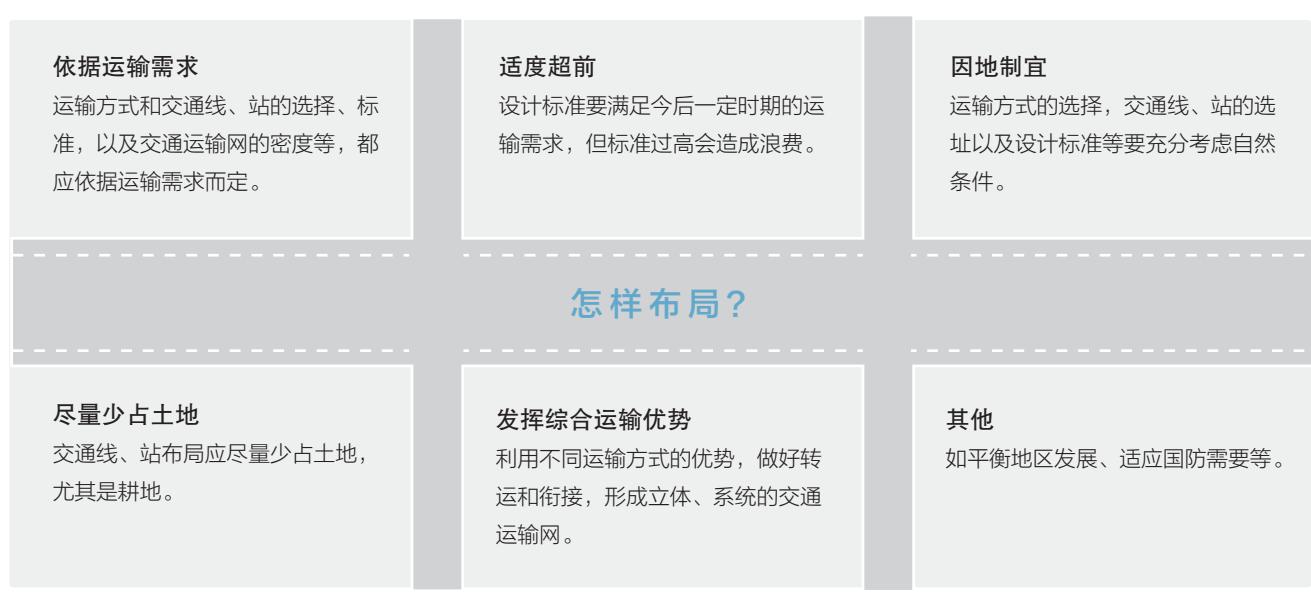 依据运输需求
运输方式和交通线、站的选择、标
准，以及交通运输网的密度等，都
应依据运输需求而定。
适度超前
设计标准要满足今后一定时期的运
输需求，但标准过高会造成浪费。
因地制宜
运输方式的选择，交通线、站的选
址以及设计标准等要充分考虑自然
条件。
怎样布局？
尽量少占土地
交通线、站布局应尽量少占土地，
尤其是耕地。
发挥综合运输优势
利用不同运输方式的优势，做好转
运和衔接，形成立体、系统的交通
运输网。
其他
如平衡地区发展、适应国防需要等。